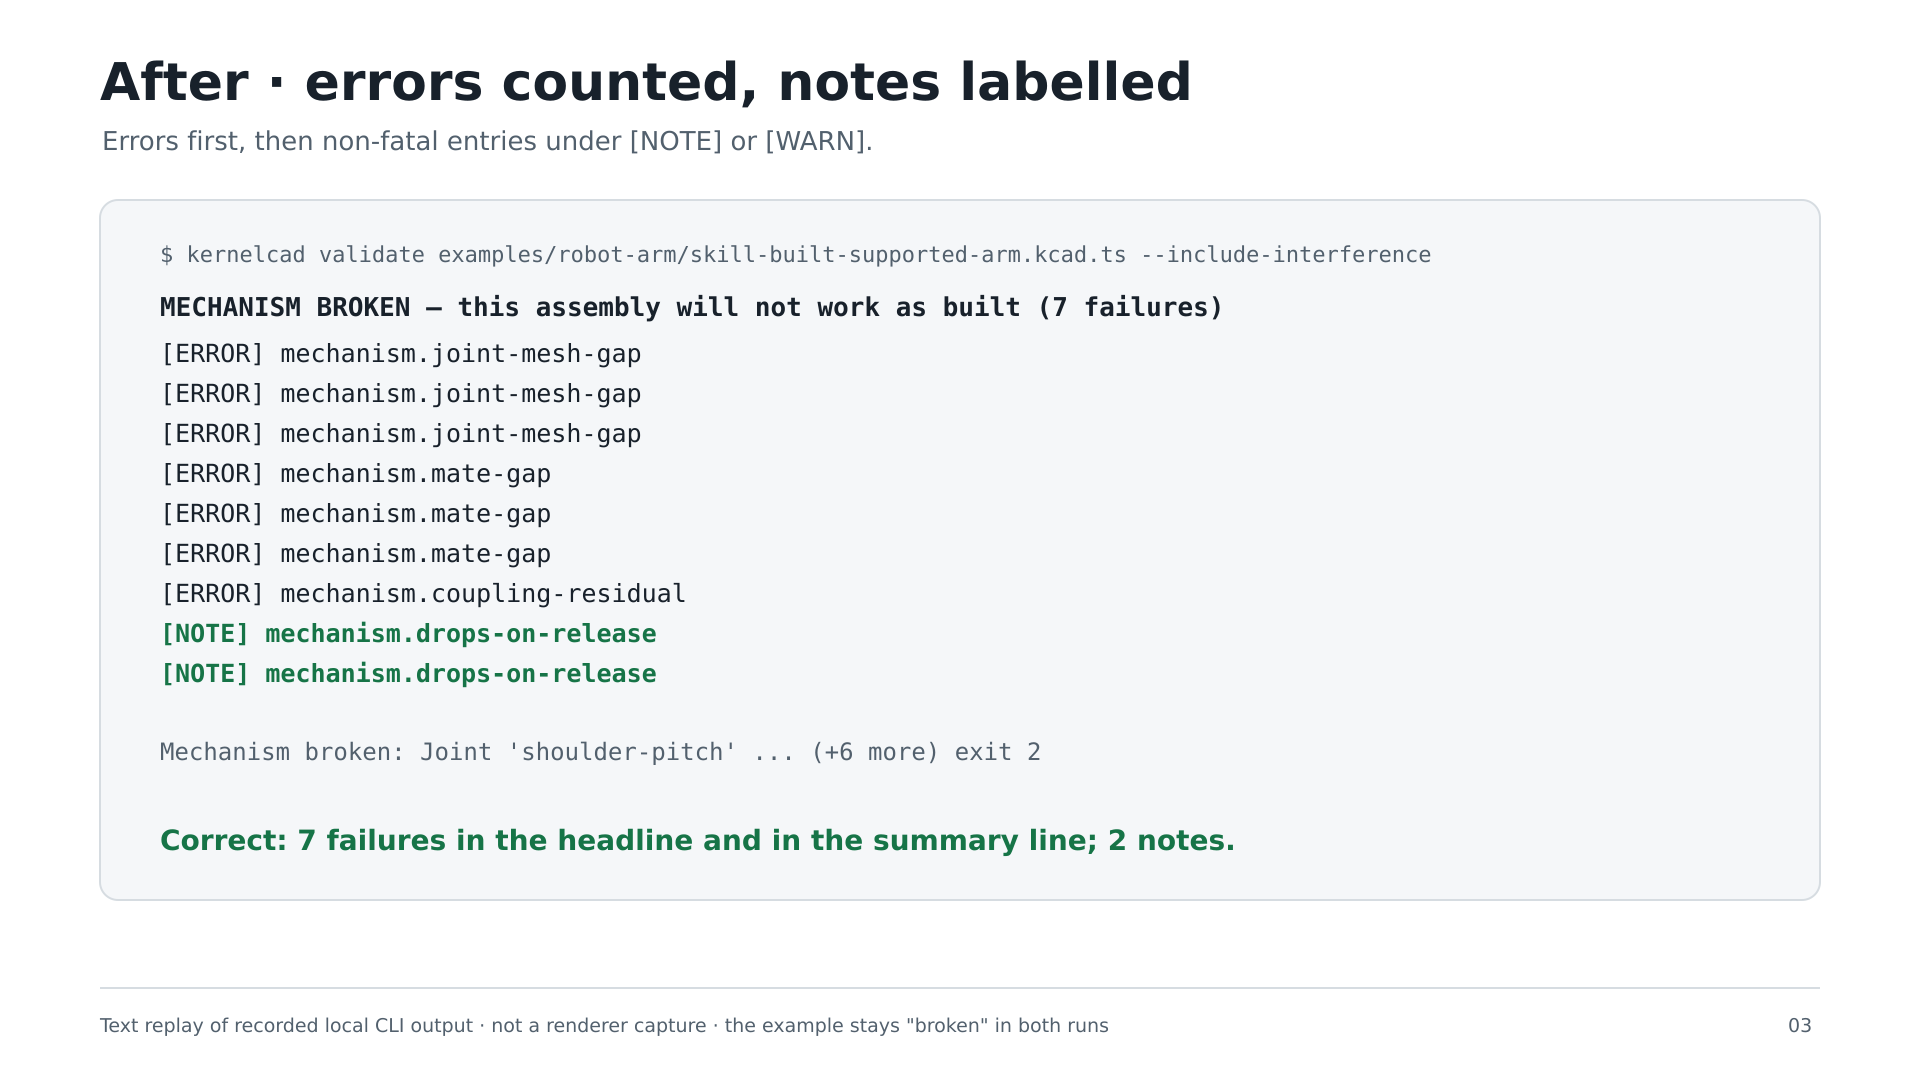 After · errors counted, notes labelled
Errors first, then non-fatal entries under [NOTE] or [WARN].
$ kernelcad validate examples/robot-arm/skill-built-supported-arm.kcad.ts --include-interference
MECHANISM BROKEN — this assembly will not work as built (7 failures)
[ERROR] mechanism.joint-mesh-gap
[ERROR] mechanism.joint-mesh-gap
[ERROR] mechanism.joint-mesh-gap
[ERROR] mechanism.mate-gap
[ERROR] mechanism.mate-gap
[ERROR] mechanism.mate-gap
[ERROR] mechanism.coupling-residual
[NOTE] mechanism.drops-on-release
[NOTE] mechanism.drops-on-release
Mechanism broken: Joint 'shoulder-pitch' ... (+6 more) exit 2
Correct: 7 failures in the headline and in the summary line; 2 notes.
Text replay of recorded local CLI output · not a renderer capture · the example stays "broken" in both runs
03